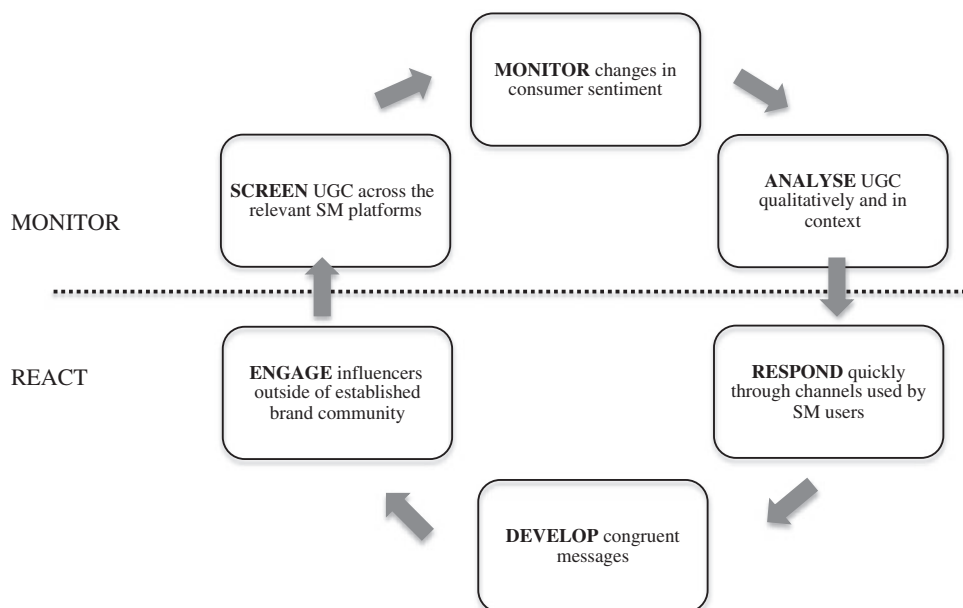 MONITOR changes in
consumer sentiment
SCREEN UGC across the
relevant SM platforms
ANALYSE UGC
qualitatively and in
context
MONITOR
REACT
ENGAGE influencers
outside of established
brand community
RESPOND quickly
through channels used by
SM users
DEVELOP congruent
messages